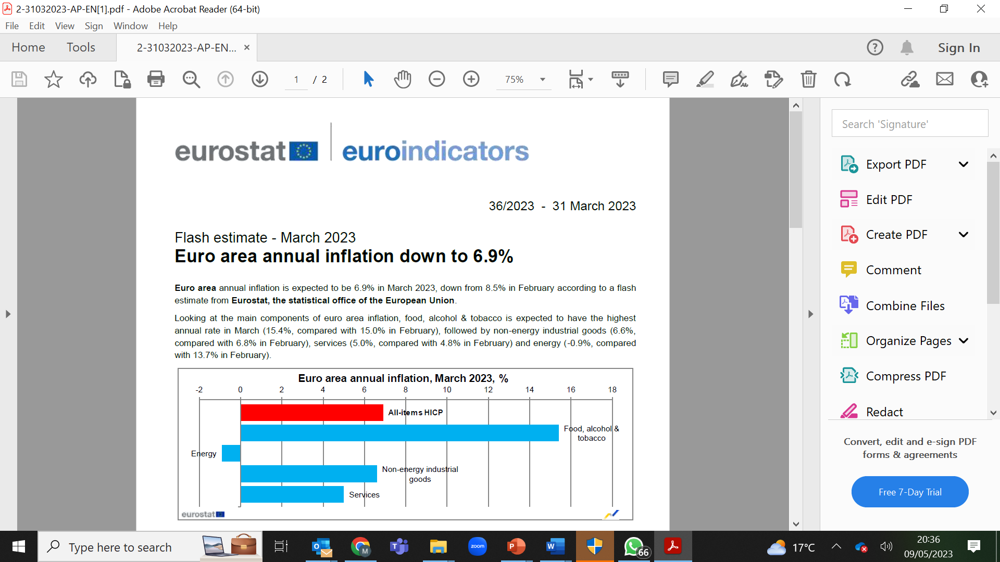 2-31032023-AP-EN[1].pdf - Adobe Acrobat Reader (64-bit)
File Edit View Sign Window Help
Home Tools 2-31032023-AP-EN... × Sign In
1 / 2 75%
Search 'Signature'
eurostat euroindicators
36/2023 - 31 March 2023
Flash estimate - March 2023
Euro area annual inflation down to 6.9%
Euro area annual inflation is expected to be 6.9% in March 2023, down from 8.5% in February according to a flash
estimate from Eurostat, the statistical office of the European Union.
Looking at the main components of euro area inflation, food, alcohol & tobacco is expected to have the highest
annual rate in March (15.4%, compared with 15.0% in February), followed by non-energy industrial goods (6.6%,
compared with 6.8% in February), services (5.0%, compared with 4.8% in February) and energy (-0.9%, compared
with 13.7% in February).
Euro area annual inflation, March 2023, %
-2 0 2 4 6 8 10 12 14 16 18
All-items HICP
Food, alcohol &
tobacco
Energy
Non-energy industrial
goods
Services
eurostat
Export PDF
Edit PDF
Create PDF
Comment
Combine Files
Organize Pages
Compress PDF
Redact
Convert, edit and e-sign PDF
forms & agreements
Free 7-Day Trial
Type here to search
O
M
T
zoom
P
W
66
17°C
20:36
09/05/2023